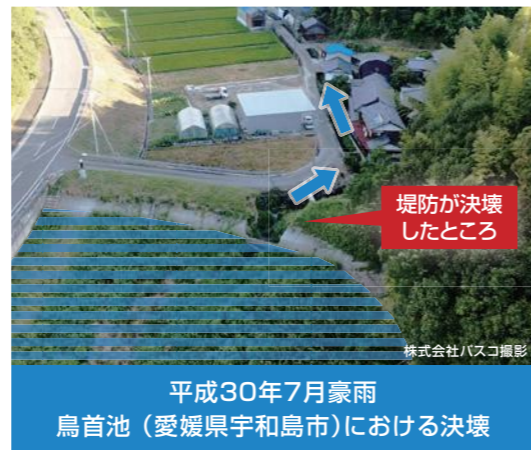 堤防が決壊
したところ
株式会社パスコ撮影
平成30年7月豪雨
鳥首池（愛媛県宇和島市）における決壊